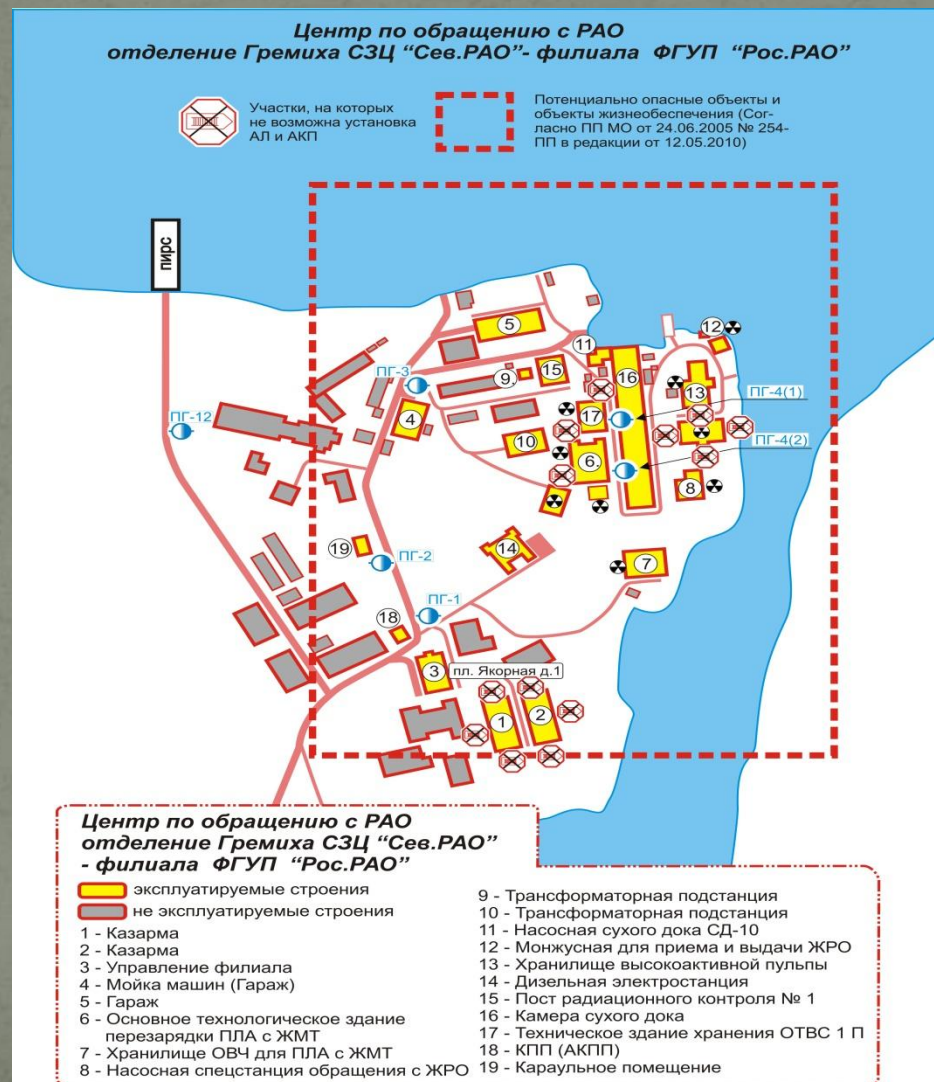 Центр по обращению с РАО
отделение Гремиха СЗЦ “Сев.РАО”- филиала ФГУП “Рос.РАО”
Участки, на которых
не возможна установка
АЛ и АКП
Потенциально опасные объекты и
объекты жизнеобеспечения (Сог-
ласно ПП МО от 24.06.2005 № 254-
ПП в редакции от 12.05.2010)
пирс
5
12
11
ПГ-3
9.
15
16
13
ПГ-4(1)
ПГ-12
4
17
10
6.
ПГ-4(2)
8
19
ПГ-2
14
7
ПГ-1
18
3
пл. Якорная д.1
1
2
Центр по обращению с РАО
отделение Гремиха СЗЦ “Сев.РАО”
- филиала ФГУП “Рос.РАО”
эксплуатируемые строения
не эксплуатируемые строения
1 - Казарма
2 - Казарма
3 - Управление филиала
4 - Мойка машин (Гараж)
5 - Гараж
6 - Основное технологическое здание
перезарядки ПЛА с ЖМТ
7 - Хранилище ОВЧ для ПЛА с ЖМТ
8 - Насосная спецстанция обращения с ЖРО
9 - Трансформаторная подстанция
10 - Трансформаторная подстанция
11 - Насосная сухого дока СД-10
12 - Монжусная для приема и выдачи ЖРО
13 - Хранилище высокоактивной пульпы
14 - Дизельная электростанция
15 - Пост радиационного контроля № 1
16 - Камера сухого дока
17 - Техническое здание хранения ОТВС 1 П
18 - КПП (АКПП)
19 - Караульное помещение